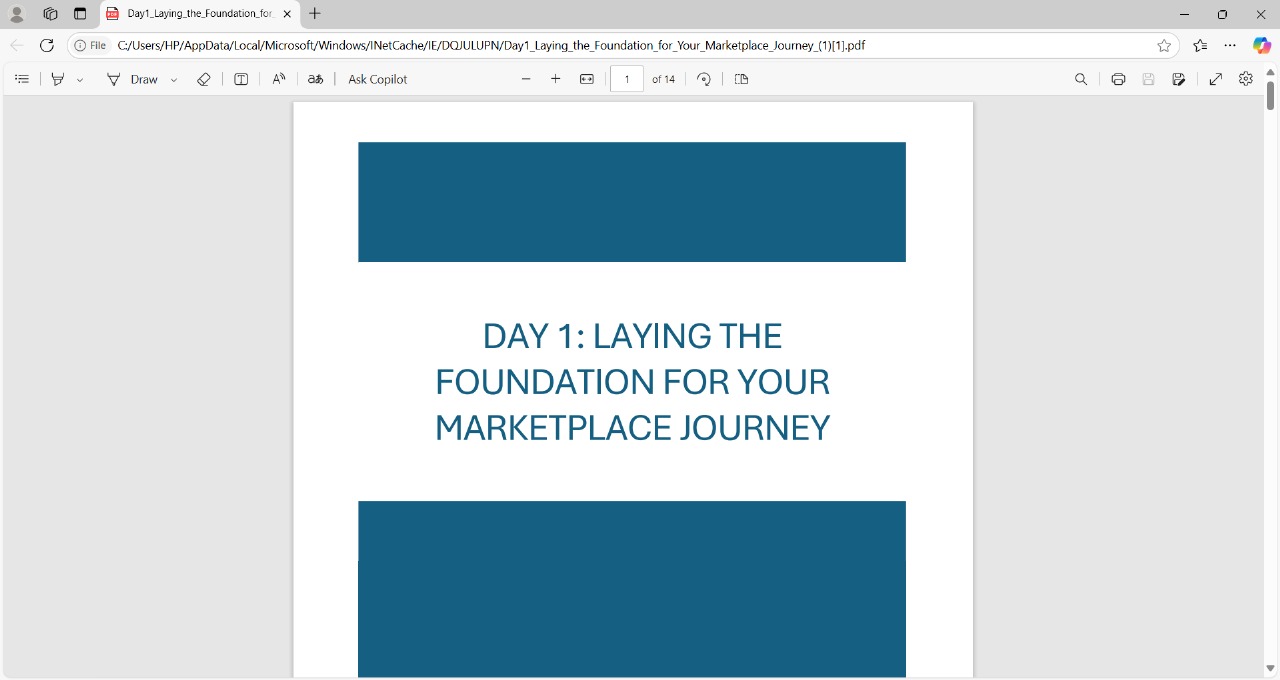 Day1_Laying_the_Foundation_for_
File
C:/Users/HP/AppData/Local/Microsoft/Windows/INetCache/IE/DQJULUPN/Day1_Laying_the_Foundation_for_Your_Marketplace_Journey_(1)[1].pdf
Draw
Ask Copilot
1
of 14
DAY 1: LAYING THE
FOUNDATION FOR YOUR
MARKETPLACE JOURNEY